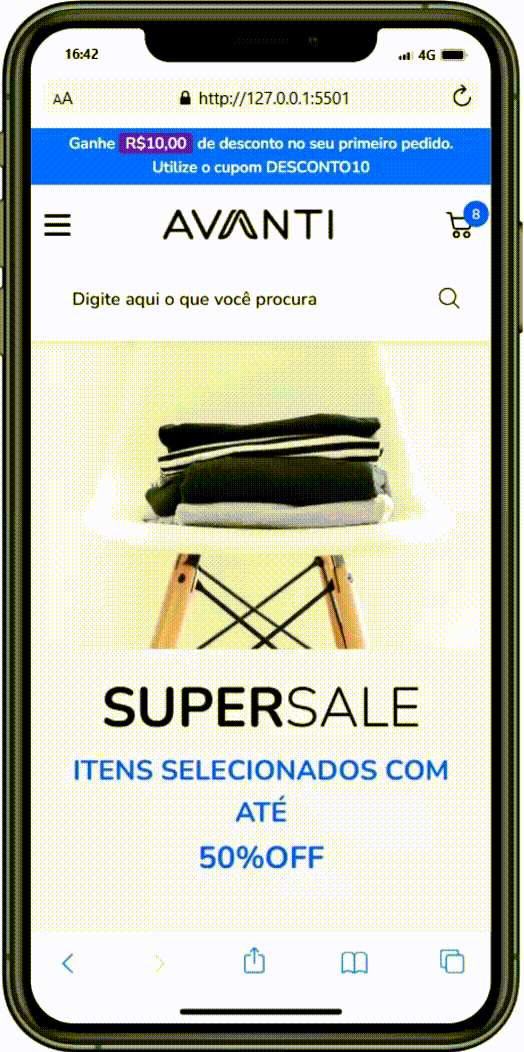 16:42
4G
AA
http://127.0.0.1:5501
Ganhe R$10,00 de desconto no seu primeiro pedido.
Utilize o cupom DESCONTO10
AVANTI
8
Digite aqui o que você procura
SUPERSALE
ITENS SELECIONADOS COM
ATÉ
50%OFF